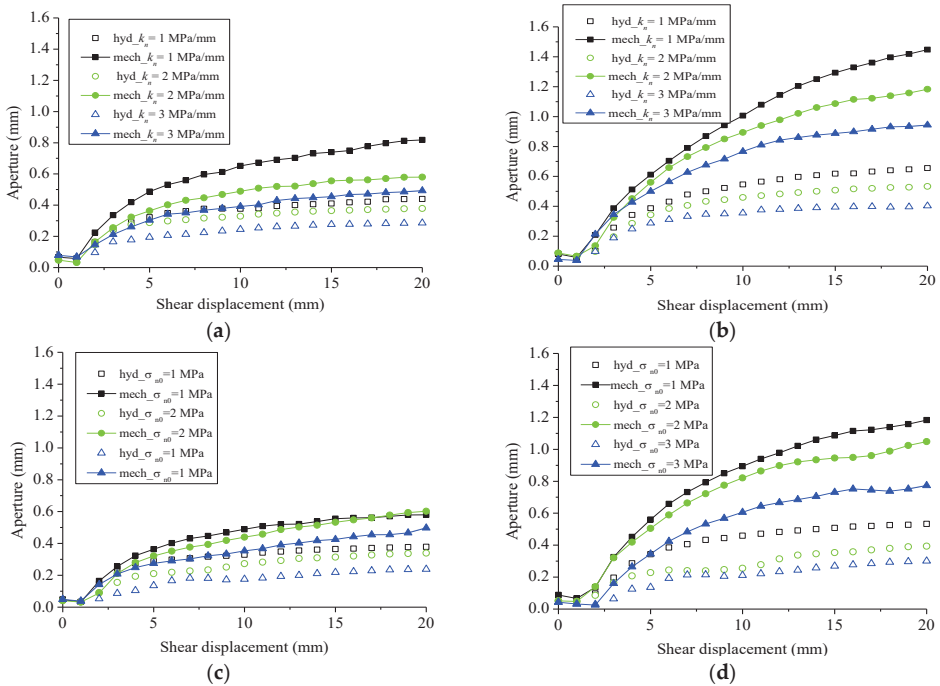 (a)
1.6
1.4
1.2
1.0
0.8
0.6
0.4
0.2
0.0
Aperture (mm)
hyd_kn = 1 MPa/mm
mech_kn = 1 MPa/mm
hyd_kn = 2 MPa/mm
mech_kn = 2 MPa/mm
hyd_kn = 3 MPa/mm
mech_kn = 3 MPa/mm
0 5 10 15 20
Shear displacement (mm)
(a)
1.6
1.4
1.2
1.0
0.8
0.6
0.4
0.2
0.0
Aperture (mm)
hyd_kn = 1 MPa/mm
mech_kn = 1 MPa/mm
hyd_kn = 2 MPa/mm
mech_kn = 2 MPa/mm
hyd_kn = 3 MPa/mm
mech_kn = 3 MPa/mm
0 5 10 15 20
Shear displacement (mm)
(b)
1.6
1.4
1.2
1.0
0.8
0.6
0.4
0.2
0.0
Aperture (mm)
hyd_σn0=1 MPa
mech_σn0=1 MPa
hyd_σn0=2 MPa
mech_σn0=2 MPa
hyd_σn0=1 MPa
mech_σn0=1 MPa
0 5 10 15 20
Shear displacement (mm)
(c)
1.6
1.4
1.2
1.0
0.8
0.6
0.4
0.2
0.0
Aperture (mm)
hyd_σn0=1 MPa
mech_σn0=1 MPa
hyd_σn0=2 MPa
mech_σn0=2 MPa
hyd_σn0=3 MPa
mech_σn0=3 MPa
0 5 10 15 20
Shear displacement (mm)
(d)